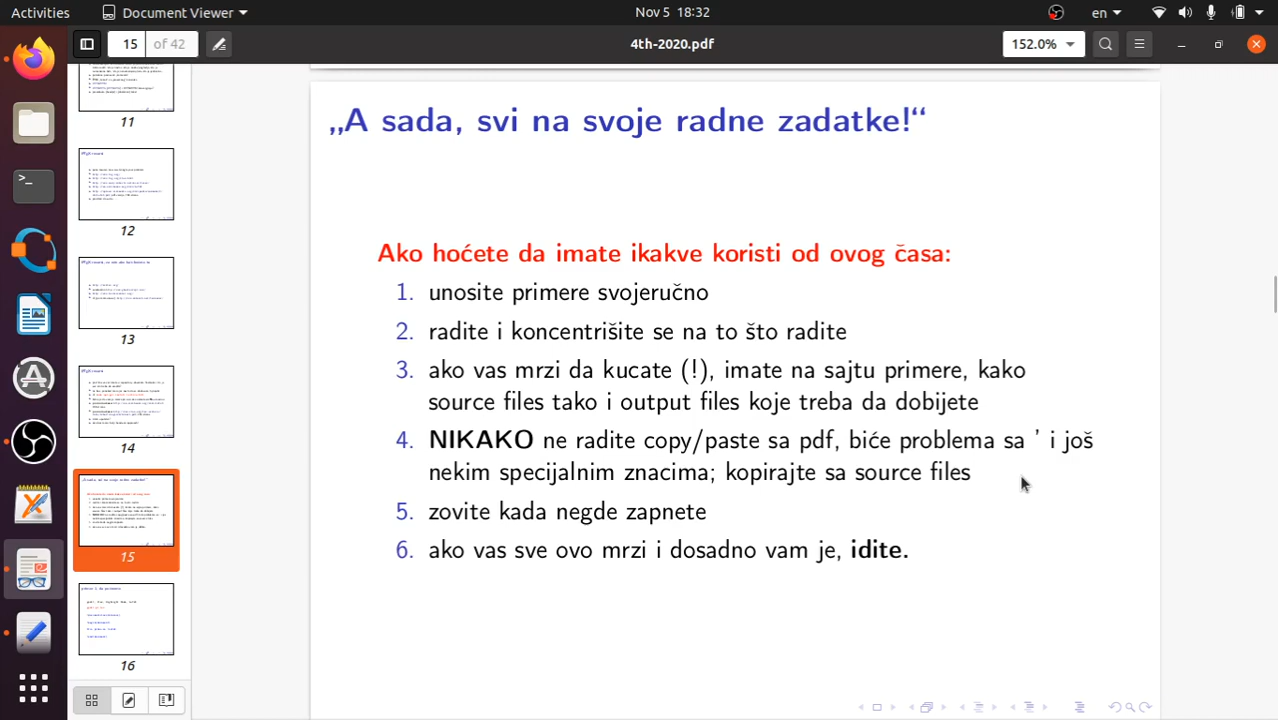 Activities Document Viewer Nov 5 18:32 en
15 of 42 4th-2020.pdf 152.0%
11
12
13
14
15
16
„A sada, svi na svoje radne zadatke!“
Ako hoćete da imate ikakve koristi od ovog časa:
1. unosite primere svojeručno
2. radite i koncentrišite se na to što radite
3. ako vas mrzi da kucate (!), imate na sajtu primere, kako
source files tako i output files koje treba da dobijete
4. NIKAKO ne radite copy/paste sa pdf, biće problema sa ’ i još
nekim specijalnim znacima; kopirajte sa source files
5. zovite kada negde zapnete
6. ako vas sve ovo mrzi i dosadno vam je, idite.